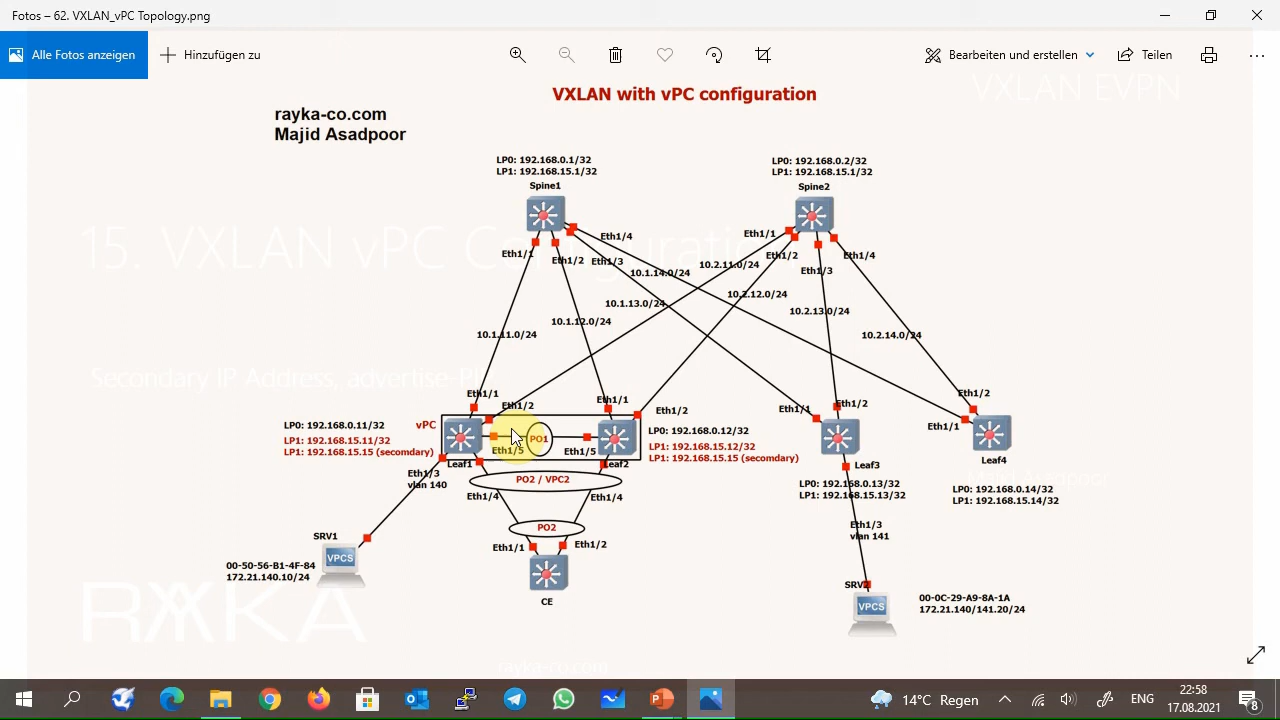 Fotos – 62. VXLAN_vPC Topology.png
Alle Fotos anzeigen
Hinzufügen zu
Bearbeiten und erstellen
Teilen
VXLAN EVPN
VXLAN with vPC configuration
rayka-co.com
Majid Asadpoor
LP0: 192.168.0.1/32
LP1: 192.168.15.1/32
Spine1
LP0: 192.168.0.2/32
LP1: 192.168.15.1/32
Spine2
15. VXLAN VPC Configuration
Eth1/1
Eth1/2
Eth1/3
Eth1/4
Eth1/1
Eth1/2
Eth1/3
Eth1/4
10.1.14.0/24
10.2.11.0/24
10.1.13.0/24
10.2.12.0/24
10.1.11.0/24
10.1.12.0/24
10.2.13.0/24
10.2.14.0/24
Secondary IP Address, advertise-PIP
Eth1/1
Eth1/2
Eth1/1
Eth1/2
Eth1/1
Eth1/2
Eth1/2
Eth1/1
LP0: 192.168.0.11/32
vPC
LP1: 192.168.15.11/32
LP1: 192.168.15.15 (secomdary)
PO1
Eth1/5
Eth1/5
Leaf1
Leaf2
LP0: 192.168.0.12/32
LP1: 192.168.15.12/32
LP1: 192.168.15.15 (secomdary)
Leaf3
LP0: 192.168.0.13/32
LP1: 192.168.15.13/32
Leaf4
LP0: 192.168.0.14/32
LP1: 192.168.15.14/32
Eth1/3
vlan 140
PO2 / VPC2
Eth1/4
Eth1/4
PO2
Eth1/1
Eth1/2
CE
SRV1
VPCS
00-50-56-B1-4F-84
172.21.140.10/24
Eth1/3
vlan 141
SRV2
VPCS
00-0C-29-A9-8A-1A
172.21.140/141.20/24
RAYKA
rayka-co.com
14°C Regen
ENG
22:58
17.08.2021
8